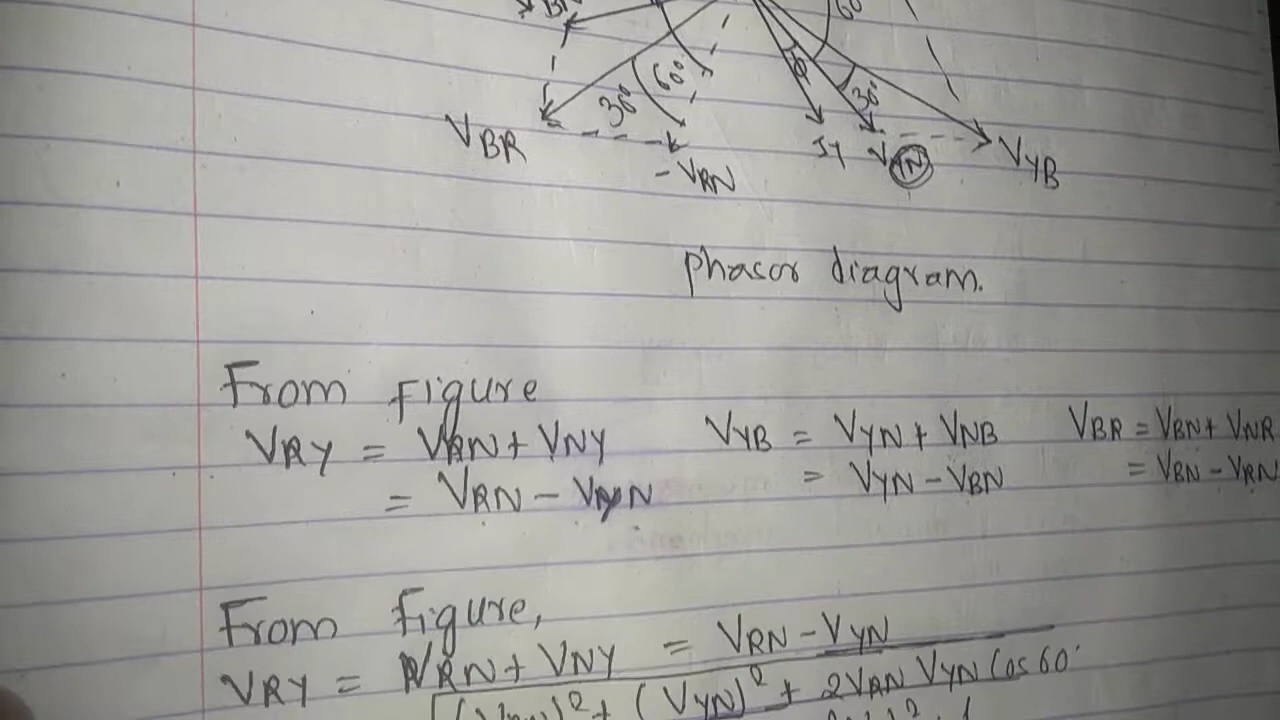 60
60°
30°
φ
30°
VBR
-VRN
IY
VYB
Phasor diagram.
From Figure
VRY = VRN + VNY VYB = VYN + VNB VBR = VBN + VNR
= VRN - VYN = VYN - VBN = VBN - VRN
From Figure,
VRY = VRN + VNY = VRN - VYN
)² + (VYN)² + 2VRN VYN Cos 60°